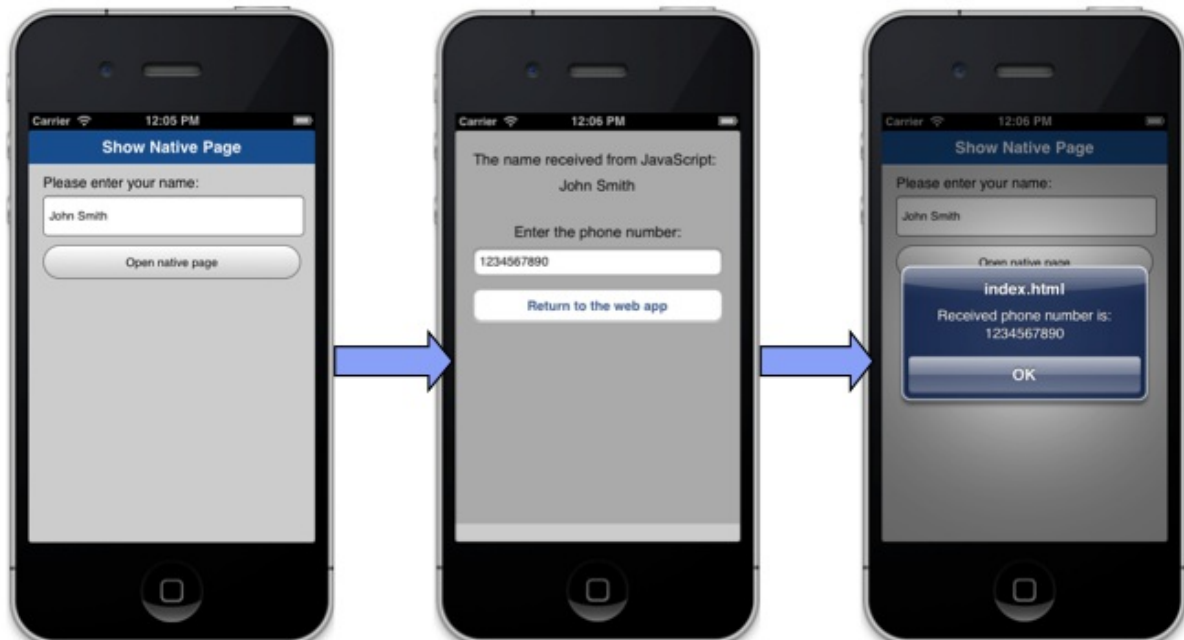 Carrier 12:05 PM
Show Native Page
Please enter your name:
John Smith
Open native page
Carrier 12:06 PM
The name received from JavaScript:
John Smith
Enter the phone number:
1234567890
Return to the web app
Carrier 12:06 PM
Show Native Page
Please enter your name:
John Smith
Open native page
index.html
Received phone number is:
1234567890
OK